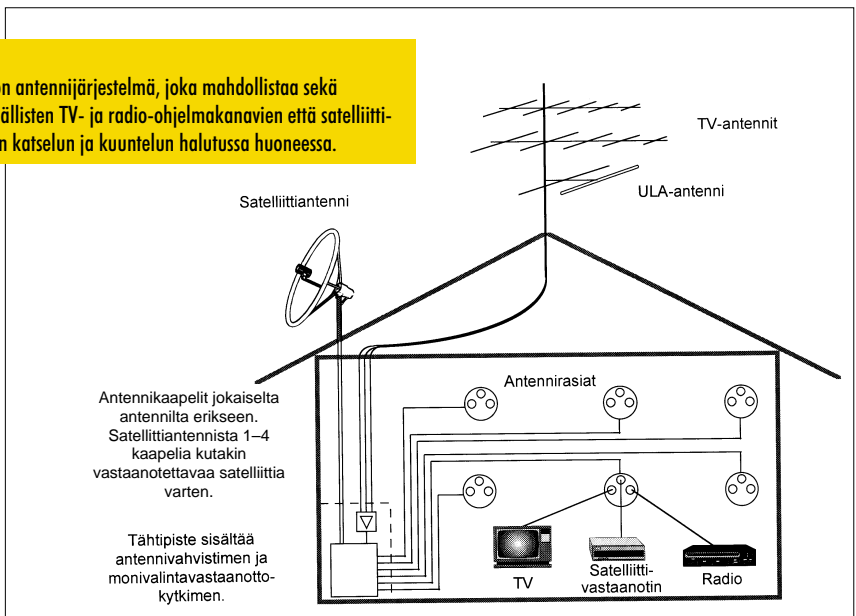 on antennijärjestelmä, joka mahdollistaa sekä
ällisten TV- ja radio-ohjelmakanavien että satelliitti-
n katselun ja kuuntelun halutussa huoneessa.
TV-antennit
ULA-antenni
Satelliittiantenni
Antennirasiat
Antennikaapelit jokaiselta
antennilta erikseen.
Satellittiantennista 1–4
kaapelia kutakin
vastaanotettavaa satelliittia
varten.
Tähtipiste sisältää
antennivahvistimen ja
monivalintavastaanotto-
kytkimen.
TV
Satelliitti-
vastaanotin
Radio